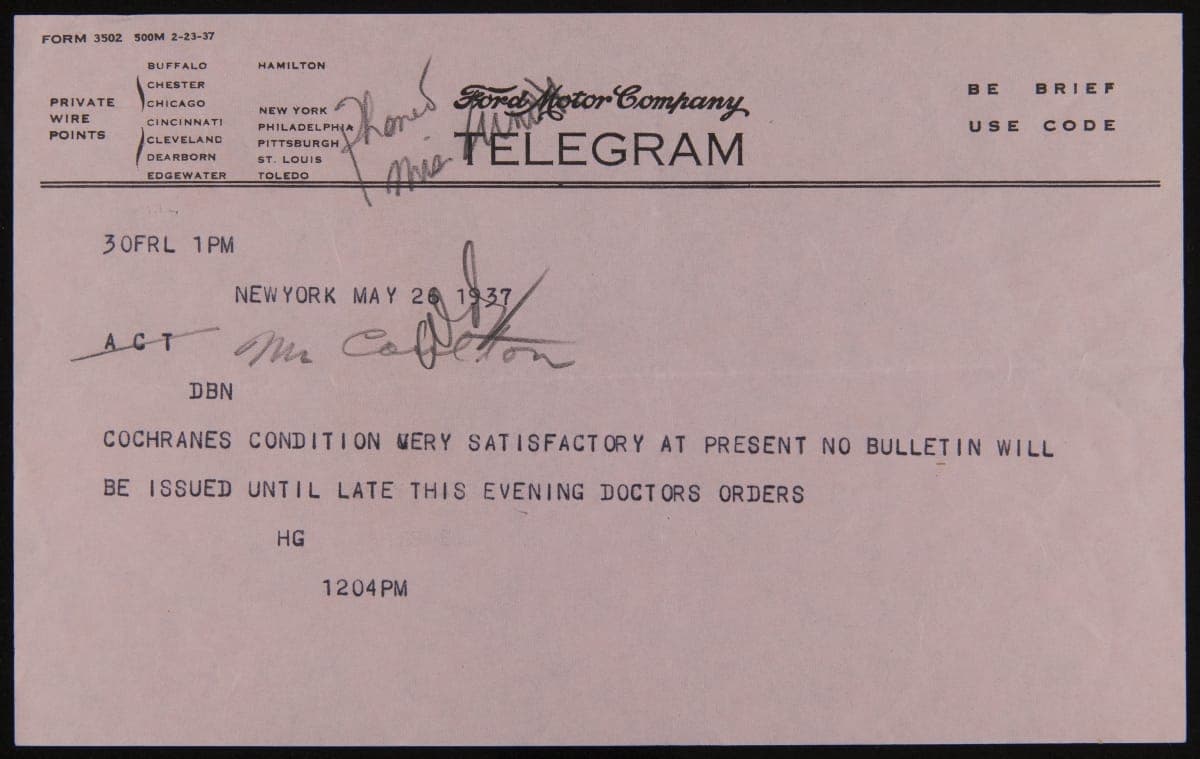 FORM 3502 500M 2-23-37
PRIVATE
WIRE
POINTS
BUFFALO
CHESTER
CHICAGO
CINCINNATI
CLEVELAND
DEARBORN
EDGEWATER
HAMILTON
NEW YORK
PHILADELPHIA
PITTSBURGH
ST. LOUIS
TOLEDO
Phoned
Miss
Ford Motor Company
TELEGRAM
BE BRIEF
USE CODE
30FRL 1PM
NEWYORK MAY 26 1937
ACT Mr
DBN
COCHRANES CONDITION VERY SATISFACTORY AT PRESENT NO BULLETIN WILL
BE ISSUED UNTIL LATE THIS EVENING DOCTORS ORDERS
HG
1204PM